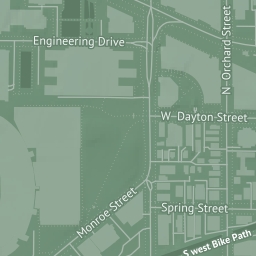 Engineering Drive
N Orchard Street
W Dayton Street
Monroe Street
Spring Street
S west Bike Path